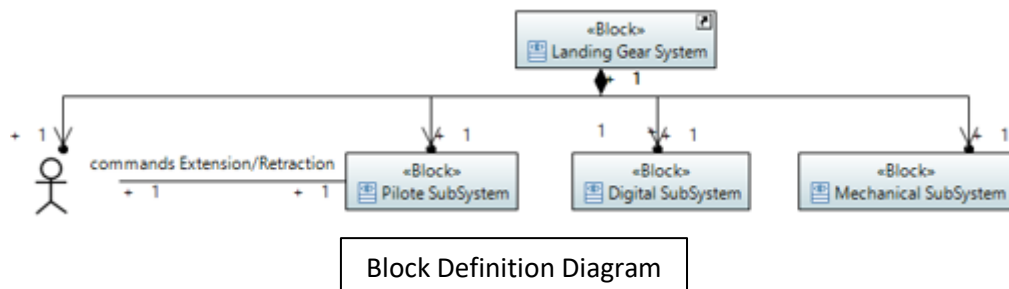 «Block»
Landing Gear System
+ 1
+ 1
+ 1
1 + 1
+ 1
commands Extension/Retraction
+ 1 + 1
«Block»
Pilote SubSystem
«Block»
Digital SubSystem
«Block»
Mechanical SubSystem
Block Definition Diagram